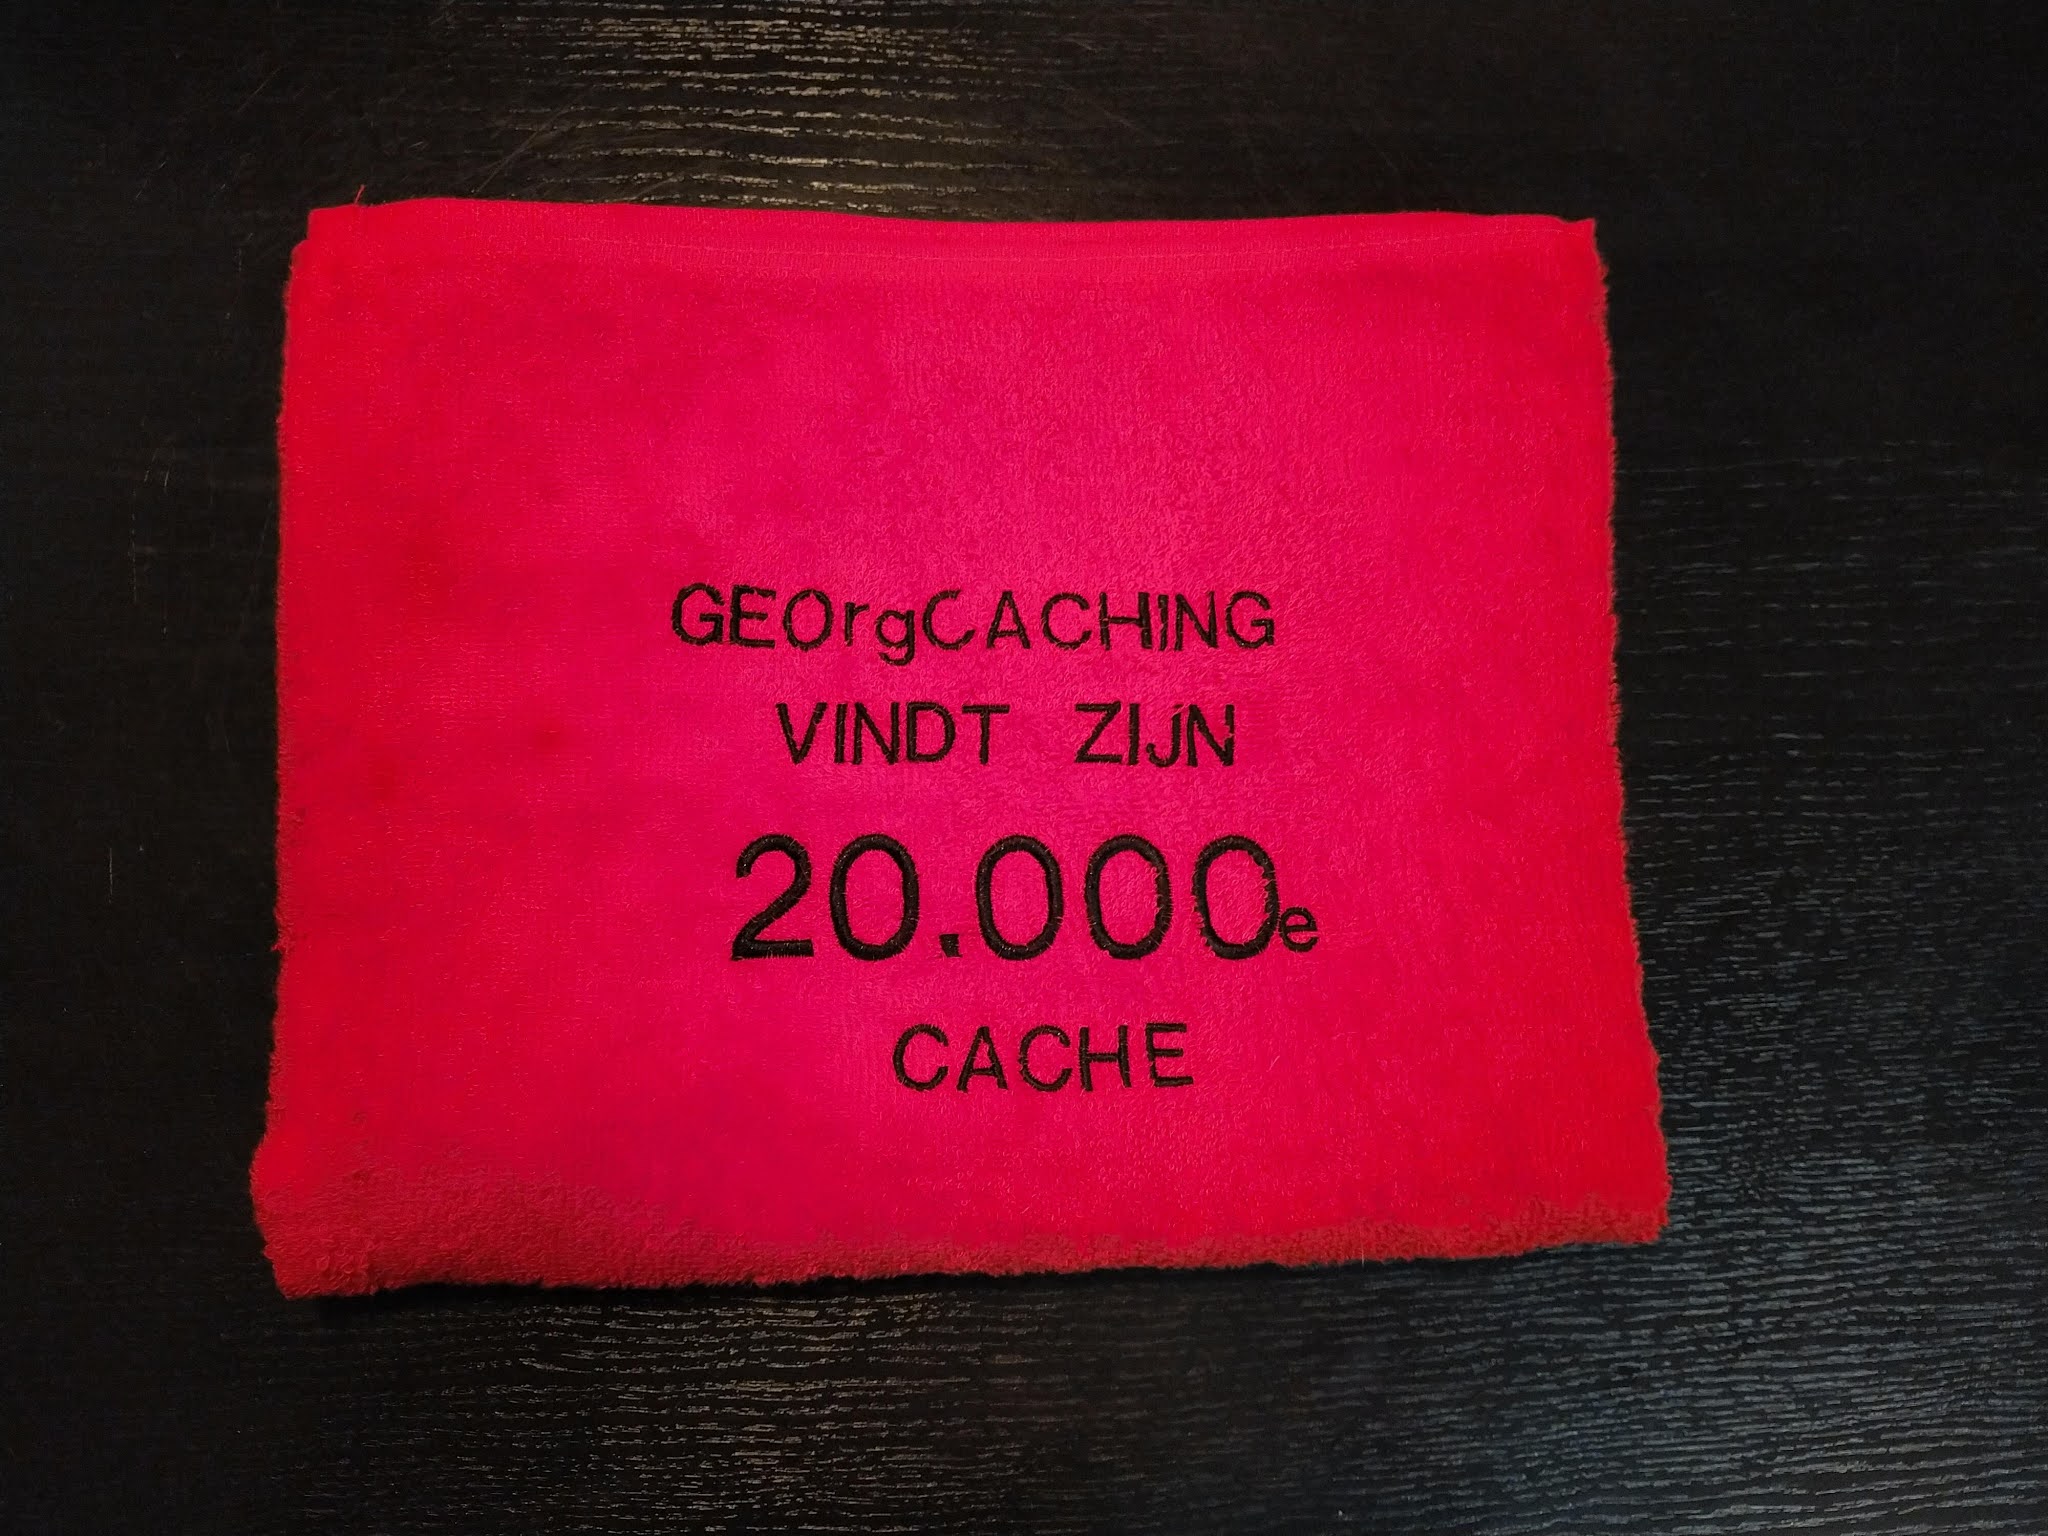 GEOrgCACHING
VINDT ZIJN
20.000e
CACHE